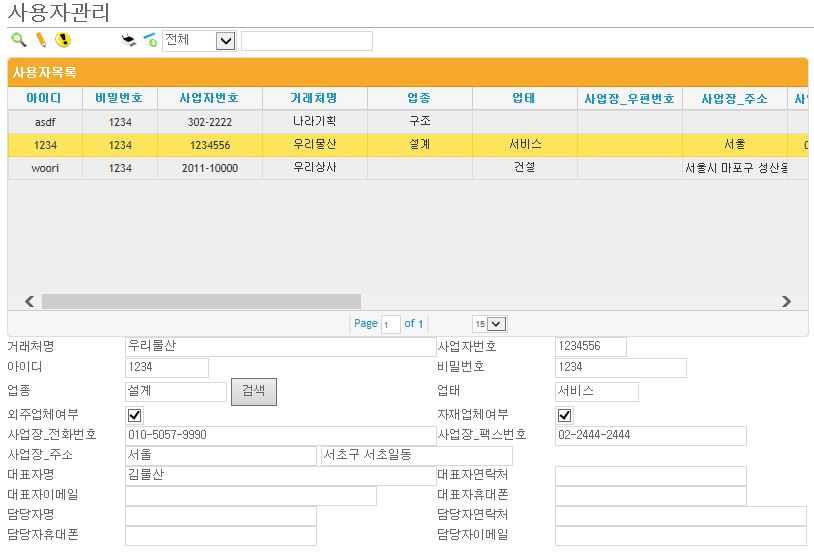 사용자관리
전체
사용자목록
아이디 비밀번호 사업자번호 거래처명 업종 업태 사업장_우편번호 사업장_주소 사업
asdf 1234 302-2222 나라기획 구조
1234 1234 1234556 우리물산 설계 서비스 서울 0
woori 1234 2011-10000 우리상사 건설 서울시 마포구 성산동
Page 1 of 1 15
거래처명 우리물산 사업자번호 1234556
아이디 1234 비밀번호 1234
업종 설계 검색 업태 서비스
외주업체여부 자재업체여부
사업장_전화번호 010-5057-9990 사업장_팩스번호 02-2444-2444
사업장_주소 서울 서초구 서초일동
대표자명 김물산 대표자연락처
대표자이메일 대표자휴대폰
담당자명 담당자연락처
담당자휴대폰 담당자이메일